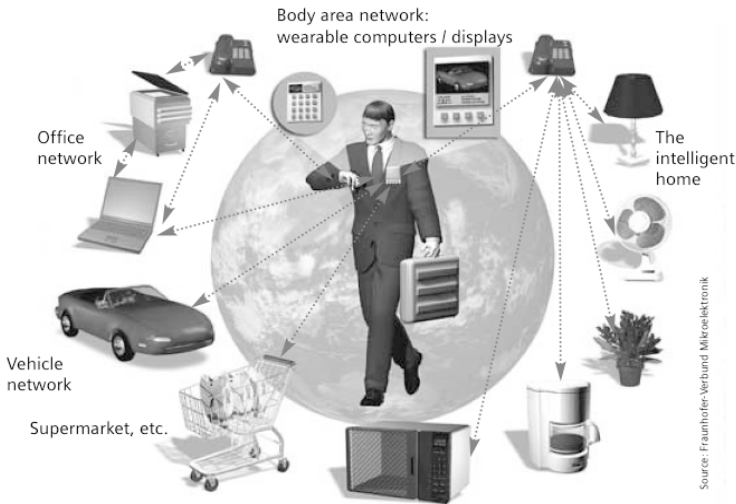 Body area network:
wearable computers / displays
Office
network
The
intelligent
home
Vehicle
network
Supermarket, etc.
Source: Fraunhofer-Verbund Mikroelektronik